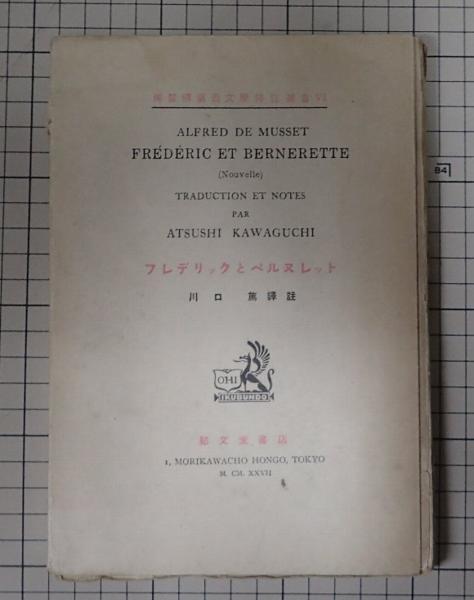 ALFRED DE MUSSET
FRÉDÉRIC ET BERNERETTE
(Nouvelle)
TRADUCTION ET NOTES
PAR
ATSUSHI KAWAGUCHI
フレデリックとベルヌレット
川口 篤譯註
OHI
IKUBUNDO
郁文堂書店
1, MORIKAWACHO HONGO, TOKYO
M. CM. XXVII
B4